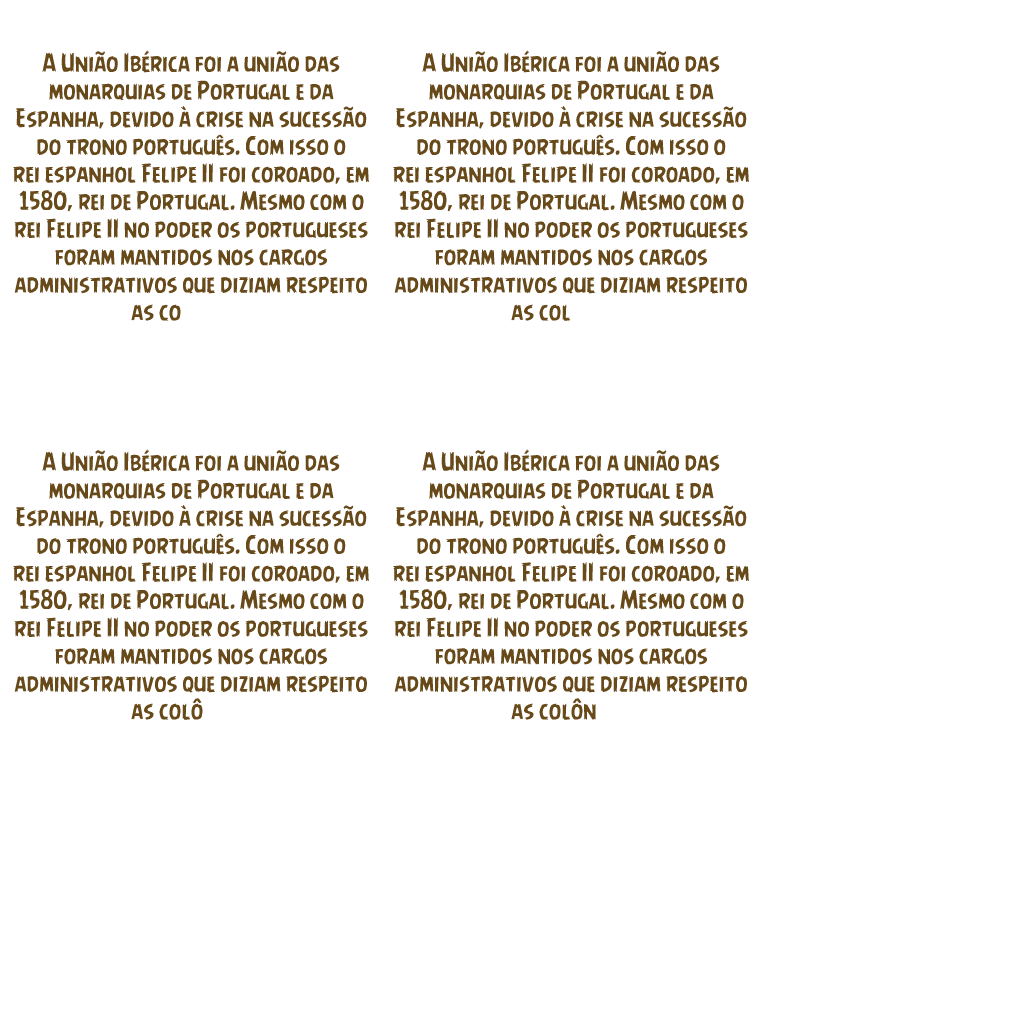 A União Ibérica foi a união das
monarquias de Portugal e da
Espanha, devido à crise na sucessão
do trono português. Com isso o
rei espanhol Felipe II foi coroado, em
1580, rei de Portugal. Mesmo com o
rei Felipe II no poder os portugueses
foram mantidos nos cargos
administrativos que diziam respeito
as co
A União Ibérica foi a união das
monarquias de Portugal e da
Espanha, devido à crise na sucessão
do trono português. Com isso o
rei espanhol Felipe II foi coroado, em
1580, rei de Portugal. Mesmo com o
rei Felipe II no poder os portugueses
foram mantidos nos cargos
administrativos que diziam respeito
as col
A União Ibérica foi a união das
monarquias de Portugal e da
Espanha, devido à crise na sucessão
do trono português. Com isso o
rei espanhol Felipe II foi coroado, em
1580, rei de Portugal. Mesmo com o
rei Felipe II no poder os portugueses
foram mantidos nos cargos
administrativos que diziam respeito
as colô
A União Ibérica foi a união das
monarquias de Portugal e da
Espanha, devido à crise na sucessão
do trono português. Com isso o
rei espanhol Felipe II foi coroado, em
1580, rei de Portugal. Mesmo com o
rei Felipe II no poder os portugueses
foram mantidos nos cargos
administrativos que diziam respeito
as colôn